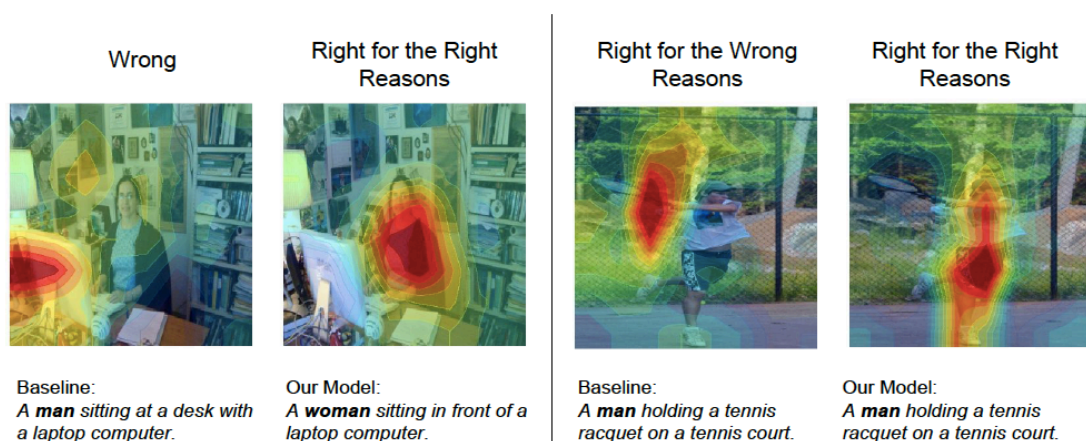 Wrong
Right for the Right
Reasons
Right for the Wrong
Reasons
Right for the Right
Reasons
Baseline:
A man sitting at a desk with
a laptop computer.
Our Model:
A woman sitting in front of a
laptop computer.
Baseline:
A man holding a tennis
racquet on a tennis court.
Our Model:
A man holding a tennis
racquet on a tennis court.